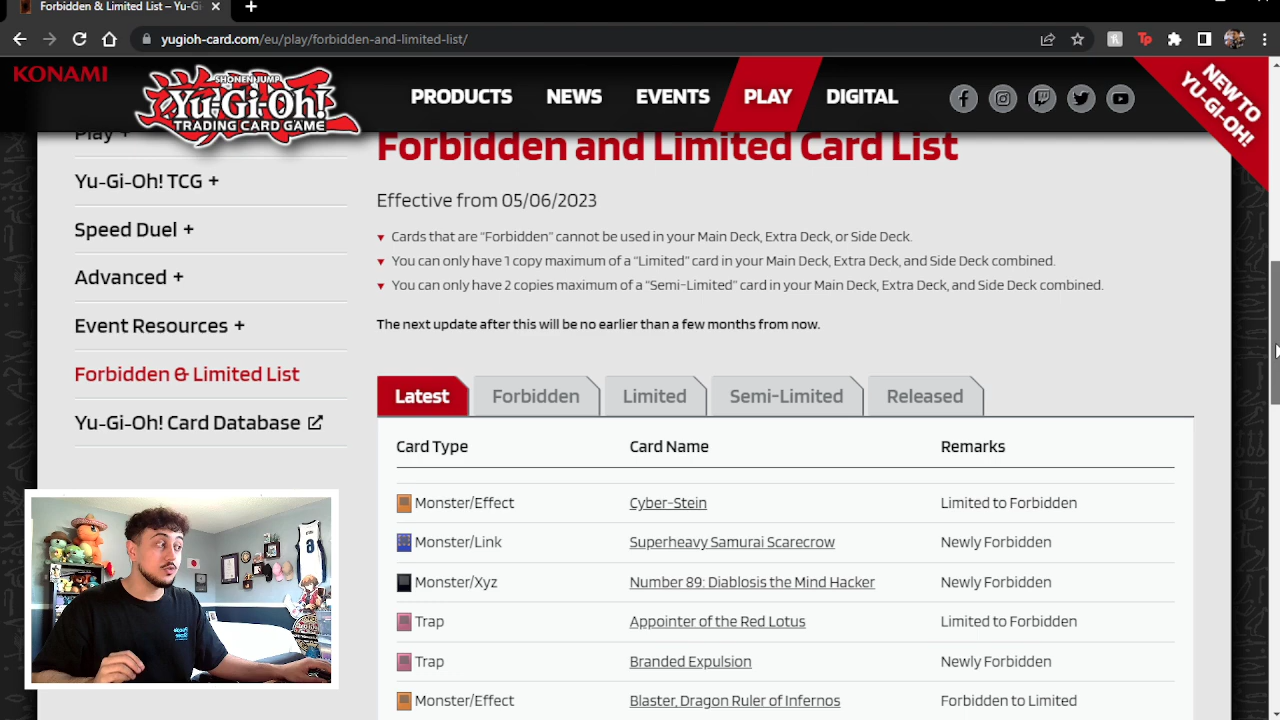 Forbidden & Limited List – Yu-Gi
yugioh-card.com/eu/play/forbidden-and-limited-list/
KONAMI
SHONEN JUMP
Yu-Gi-Oh!
TRADING CARD GAME
PRODUCTS
NEWS
EVENTS
PLAY
DIGITAL
NEW TO
YU-GI-OH!
Play +
Yu-Gi-Oh! TCG +
Speed Duel +
Advanced +
Event Resources +
Forbidden & Limited List
Yu-Gi-Oh! Card Database
Forbidden and Limited Card List
Effective from 05/06/2023
Cards that are “Forbidden” cannot be used in your Main Deck, Extra Deck, or Side Deck.
You can only have 1 copy maximum of a “Limited” card in your Main Deck, Extra Deck, and Side Deck combined.
You can only have 2 copies maximum of a “Semi-Limited” card in your Main Deck, Extra Deck, and Side Deck combined.
The next update after this will be no earlier than a few months from now.
Latest Forbidden Limited Semi-Limited Released
Card Type Card Name Remarks
Monster/Effect Cyber-Stein Limited to Forbidden
Monster/Link Superheavy Samurai Scarecrow Newly Forbidden
Monster/Xyz Number 89: Diablosis the Mind Hacker Newly Forbidden
Trap Appointer of the Red Lotus Limited to Forbidden
Trap Branded Expulsion Newly Forbidden
Monster/Effect Blaster, Dragon Ruler of Infernos Forbidden to Limited